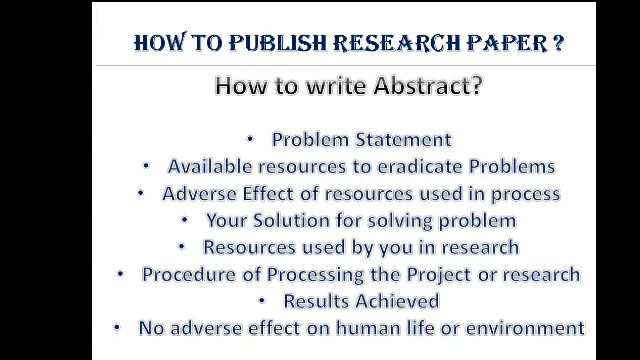 HOW TO PUBLISH RESEARCH PAPER ?
How to write Abstract?
• Problem Statement
• Available resources to eradicate Problems
• Adverse Effect of resources used in process
• Your Solution for solving problem
• Resources used by you in research
• Procedure of Processing the Project or research
• Results Achieved
• No adverse effect on human life or environment